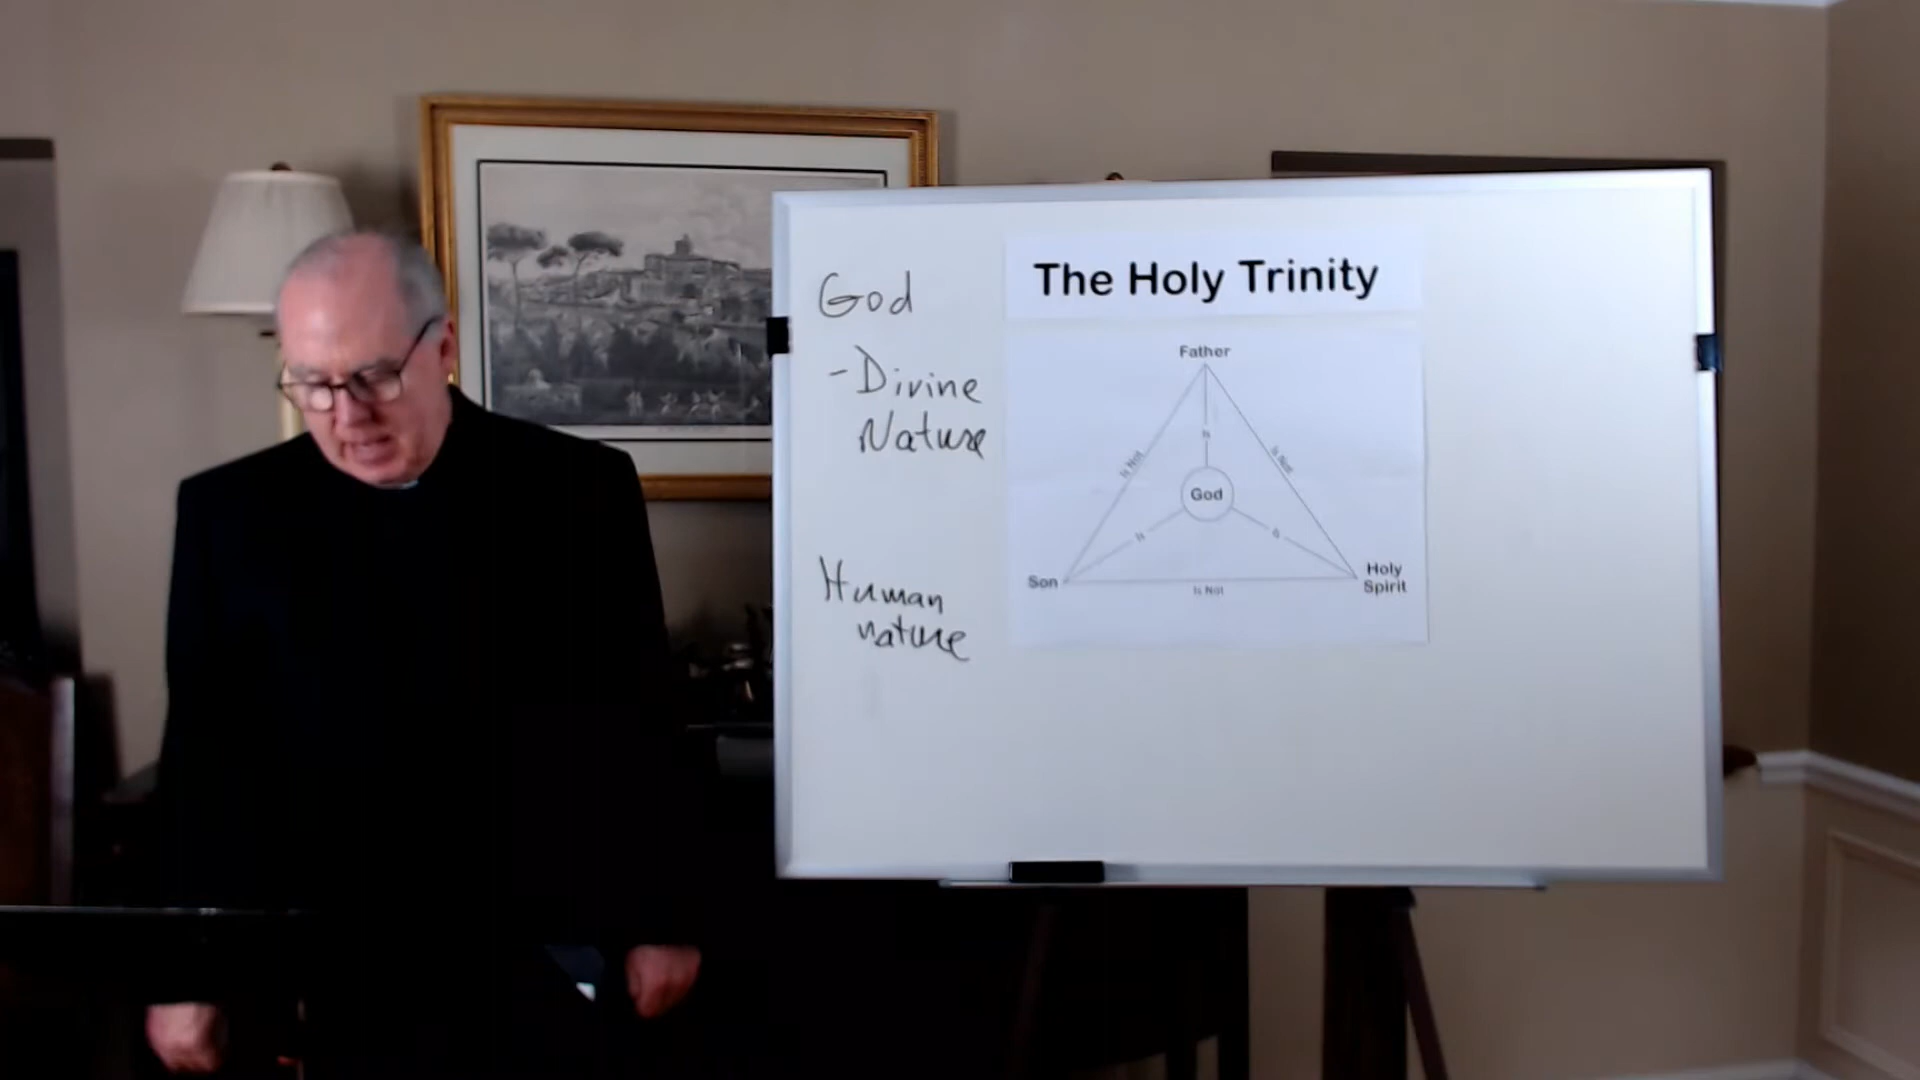 God
- Divine
Nature
Human
nature
The Holy Trinity
Father
Is
Is Not
Is Not
God
Is
Is
Son
Is Not
Holy
Spirit